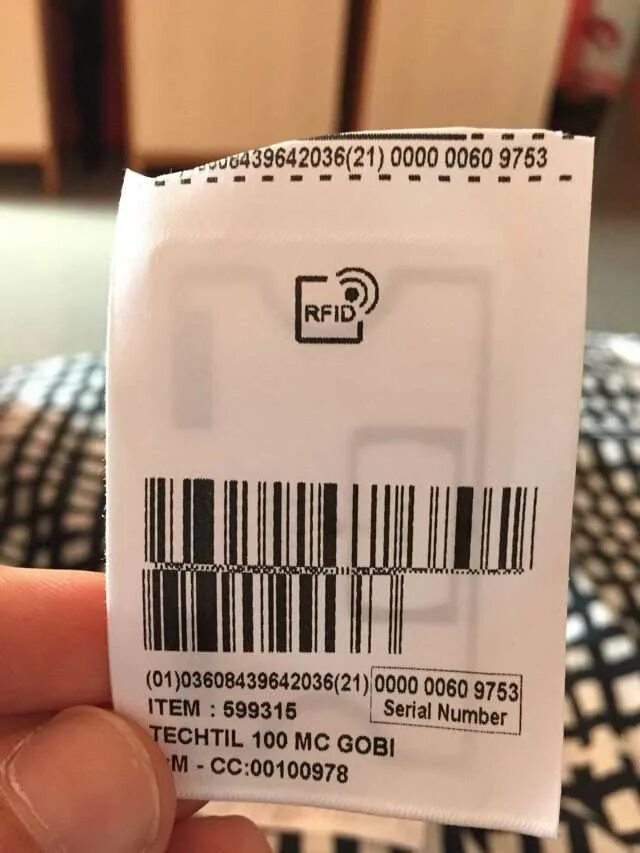 08439642036(21) 0000 0060 9753
RFID
(01)03608439642036(21) 0000 0060 9753
Serial Number
ITEM : 599315
TECHTIL 100 MC GOBI
M - CC:00100978